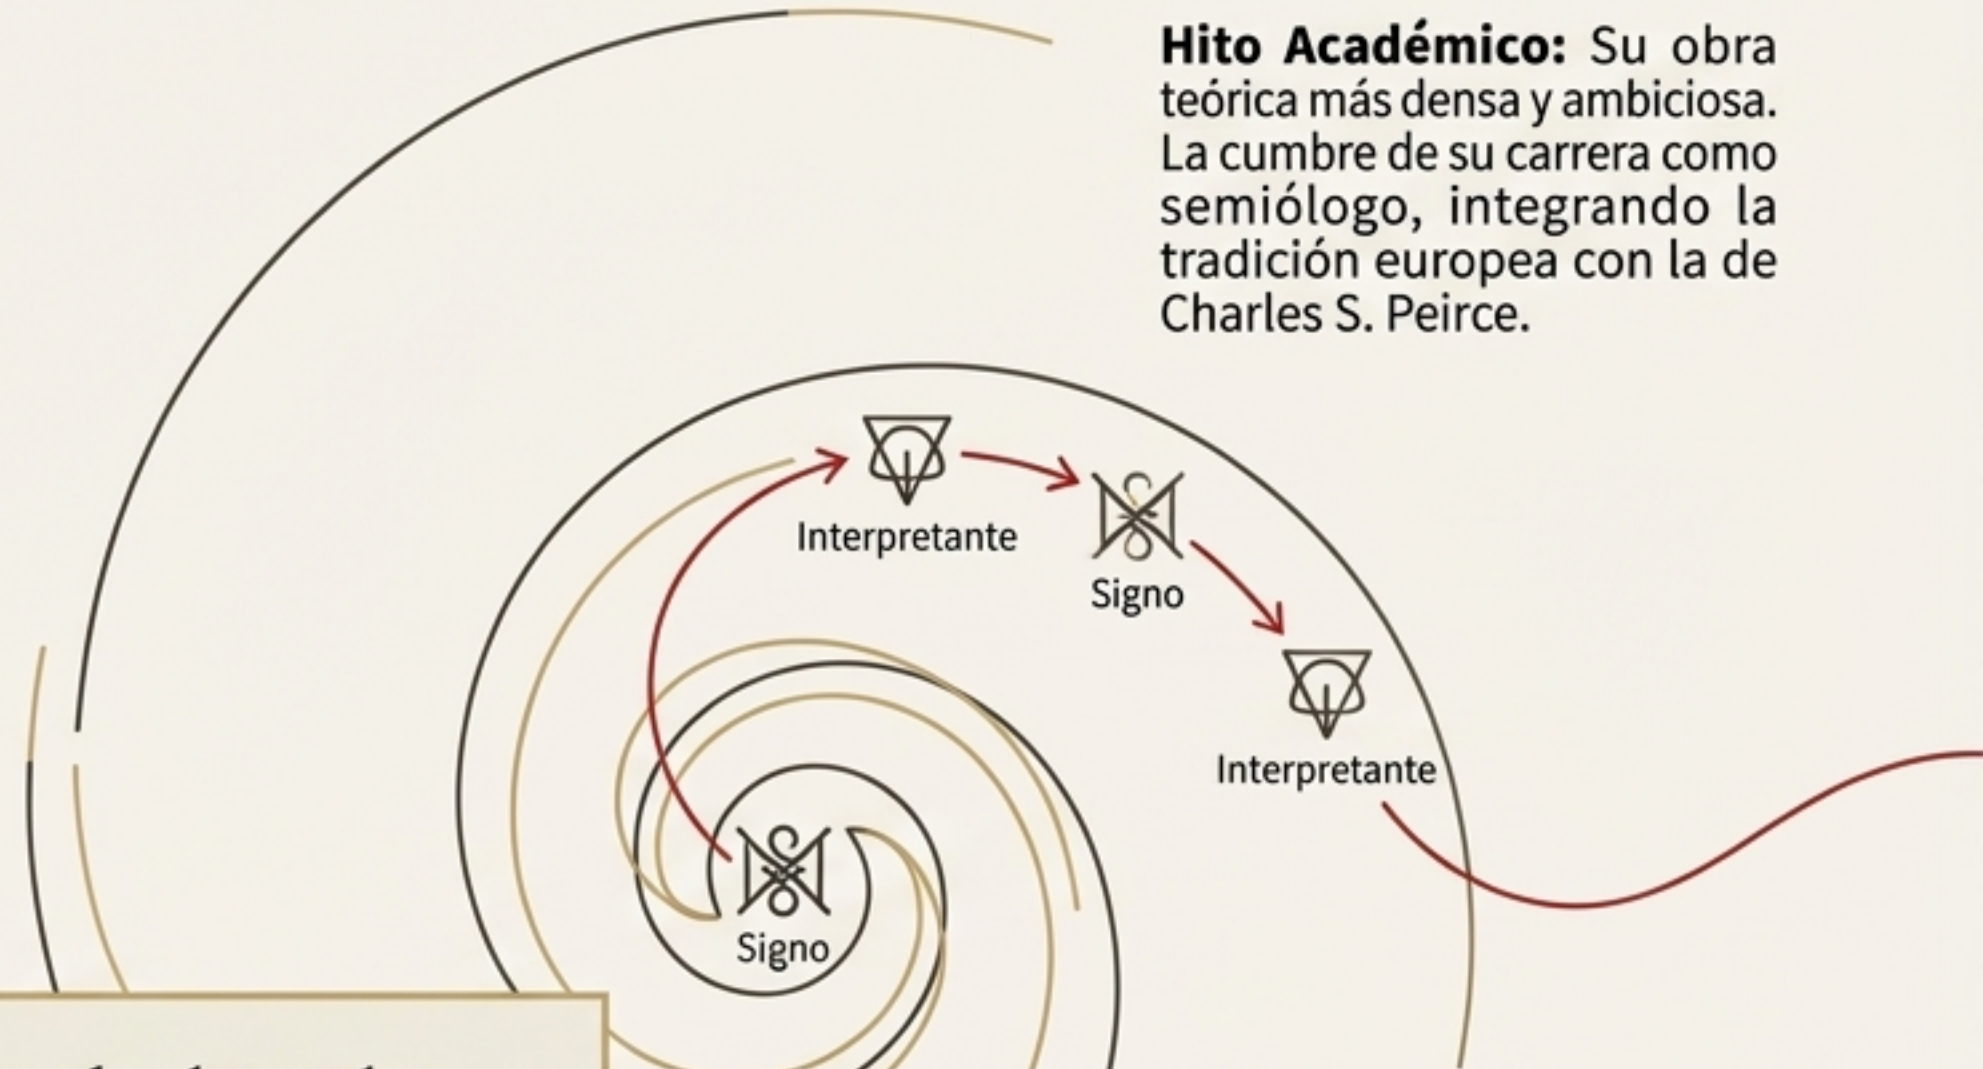 Hito Académico: Su obra
teórica más densa y ambiciosa.
La cumbre de su carrera como
semiólogo, integrando la
tradición europea con la de
Charles S. Peirce.
Interpretante
Signo
Interpretante
Signo